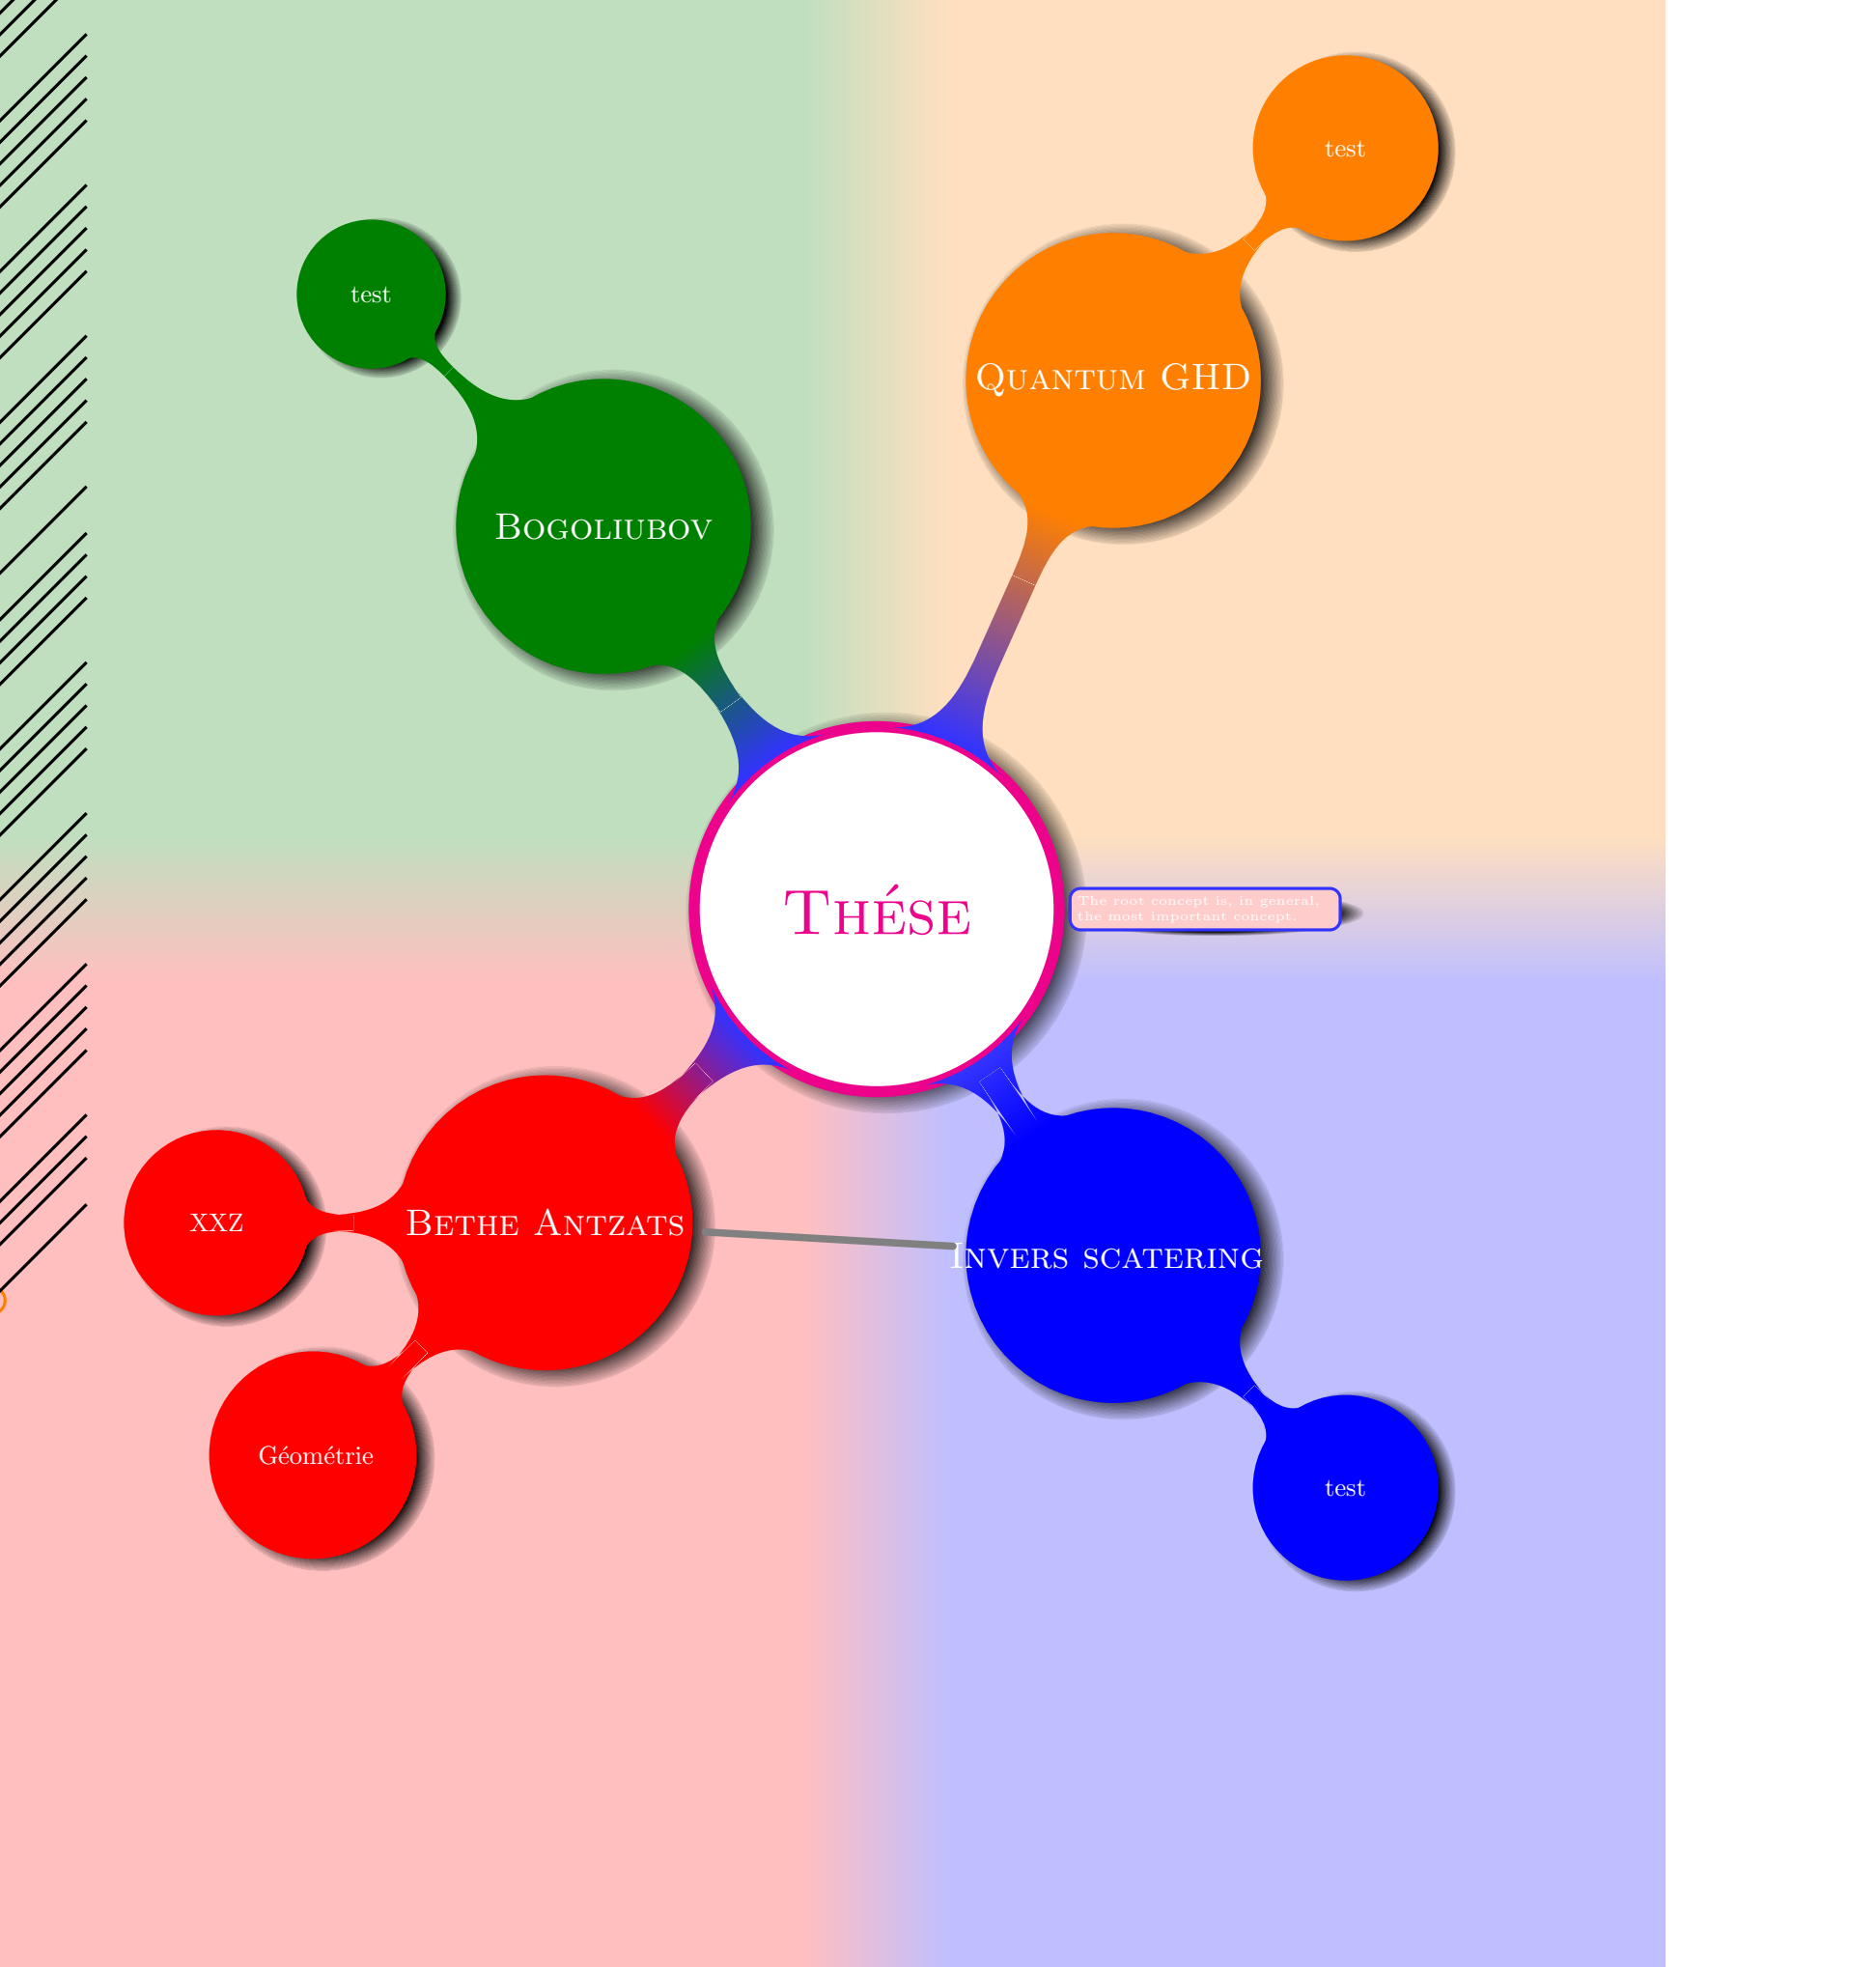 test
test
Quantum GHD
Bogoliubov
Thése
The root concept is, in general,
the most important concept.
xxz
Bethe Antzats
Invers scatering
Géométrie
test